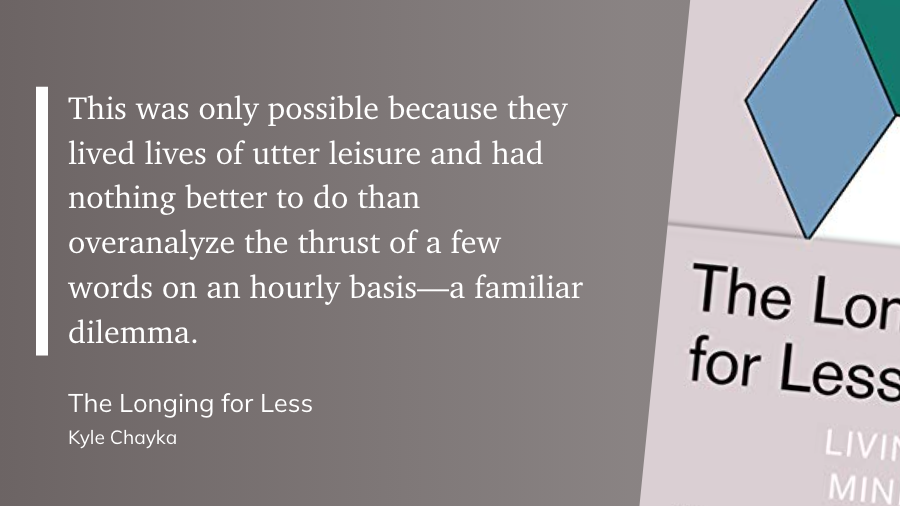 This was only possible because they
lived lives of utter leisure and had
nothing better to do than
overanalyze the thrust of a few
words on an hourly basis—a familiar
dilemma.
The Longing for Less
Kyle Chayka
The Lon
for Less
LIVIN
MIN